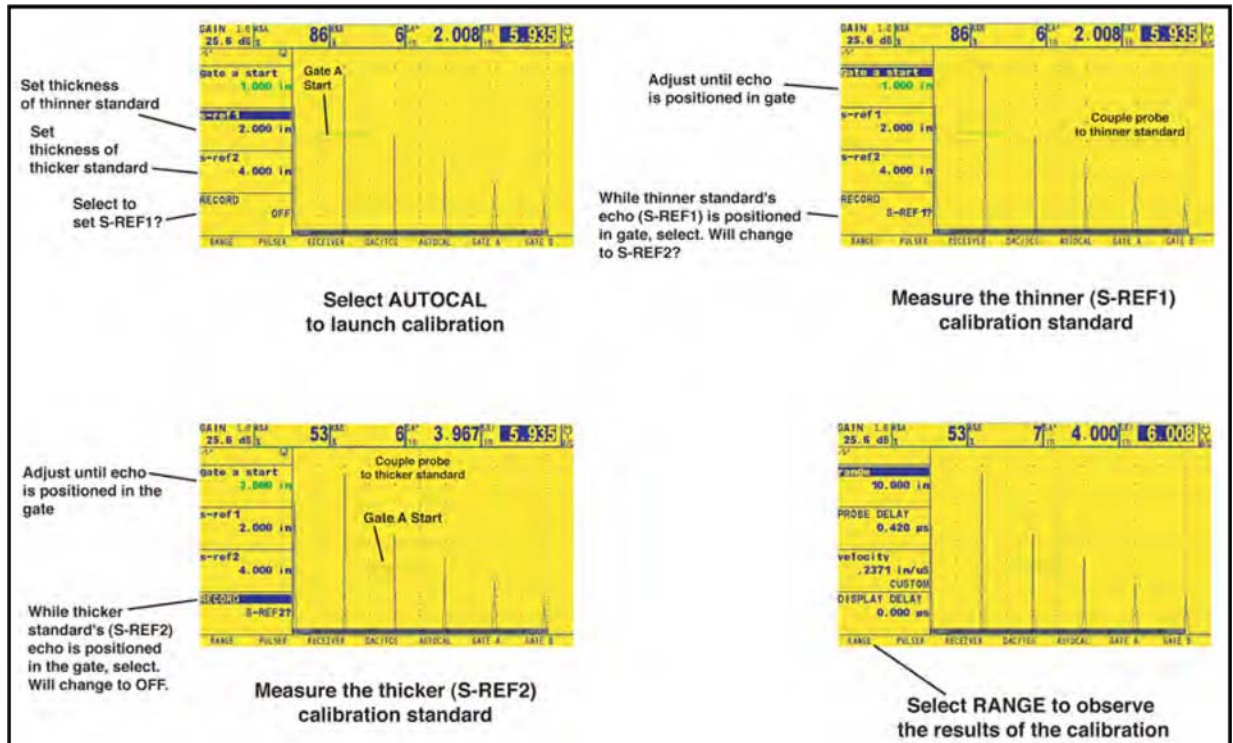 GAIN 1.0
25.6 dB
86
6
2.008
5.935
gate a start
1.000 in
s-ref1
2.000 in
s-ref2
4.000 in
RECORD
OFF
RANGE PULSER RECEIVER DAC/TCG AUTOCAL GATE A GATE B
Gate A
Start
Set thickness
of thinner standard
Set
thickness of
thicker standard
Select to
set S-REF1?
Select AUTOCAL
to launch calibration
GAIN 1.0
25.6 dB
86
6
2.008
5.935
gate a start
1.000 in
s-ref1
2.000 in
s-ref2
4.000 in
RECORD
S-REF1?
RANGE PULSER RECEIVER DAC/TCG AUTOCAL GATE A GATE B
Adjust until echo
is positioned in gate
Couple probe
to thinner standard
While thinner standard's
echo (S-REF1) is positioned
in gate, select. Will change
to S-REF2?
Measure the thinner (S-REF1)
calibration standard
GAIN 1.0
25.6 dB
53
6
3.967
5.935
gate a start
s-ref1
2.000 in
s-ref2
4.000 in
RECORD
S-REF2?
RANGE PULSER RECEIVER DAC/TCG AUTOCAL GATE A GATE B
Couple probe
to thicker standard
Gate A Start
Adjust until echo
is positioned in the
gate
While thicker
standard's (S-REF2)
echo is positioned
in the gate, select.
Will change to OFF.
Measure the thicker (S-REF2)
calibration standard
GAIN 1.0
25.6 dB
53
7
4.000
6.008
range
10.000 in
PROBE DELAY
0.420 µs
velocity
.2371 in/uS
CUSTOM
DISPLAY DELAY
0.000 µs
RANGE PULSER RECEIVER DAC/TCG AUTOCAL GATE A GATE B
Select RANGE to observe
the results of the calibration